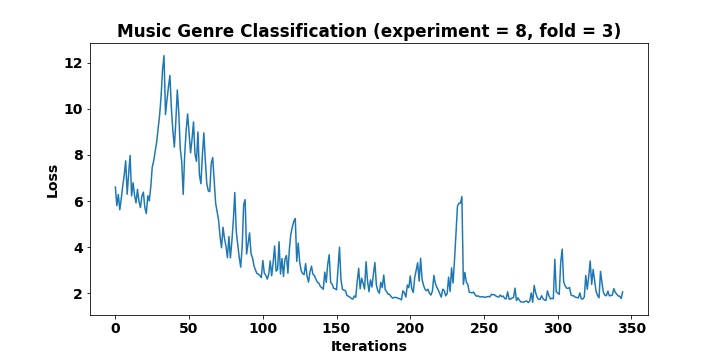 Music Genre Classification (experiment = 8, fold = 3)
12
10
8
6
4
2
Loss
0 50 100 150 200 250 300 350
Iterations